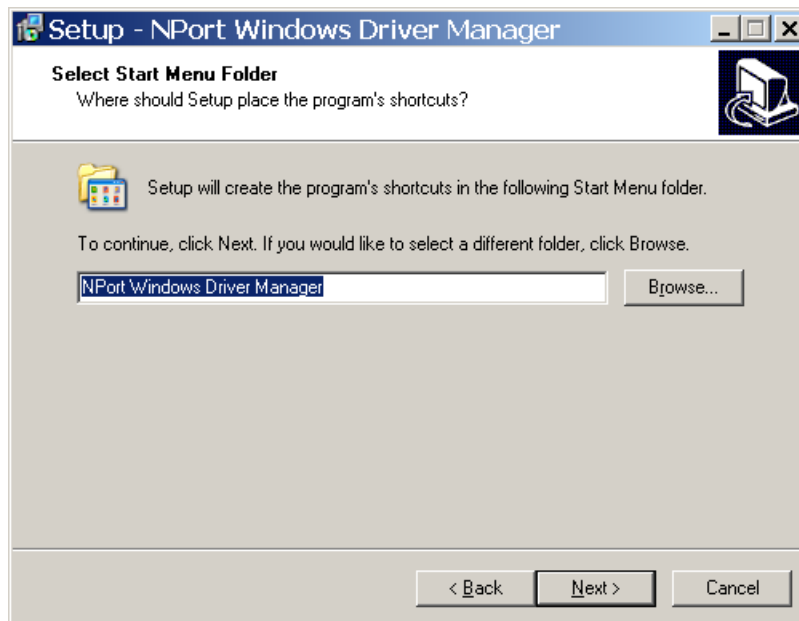 Setup - NPort Windows Driver Manager
Select Start Menu Folder
Where should Setup place the program's shortcuts?
Setup will create the program's shortcuts in the following Start Menu folder.
To continue, click Next. If you would like to select a different folder, click Browse.
NPort Windows Driver Manager
Browse...
< Back
Next >
Cancel